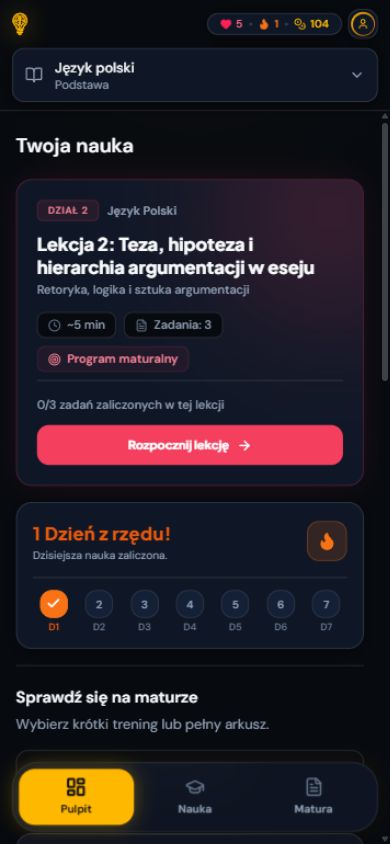 5 · 1 · 104
Język polski
Podstawa
Twoja nauka
DZIAŁ 2 Język Polski
Lekcja 2: Teza, hipoteza i
hierarchia argumentacji w eseju
Retoryka, logika i sztuka argumentacji
~5 min Zadania: 3
Program maturalny
0/3 zadań zaliczonych w tej lekcji
Rozpocznij lekcję →
1 Dzień z rzędu!
Dzisiejsza nauka zaliczona.
2 3 4 5 6 7
D1 D2 D3 D4 D5 D6 D7
Sprawdź się na maturze
Wybierz krótki trening lub pełny arkusz.
Pulpit Nauka Matura